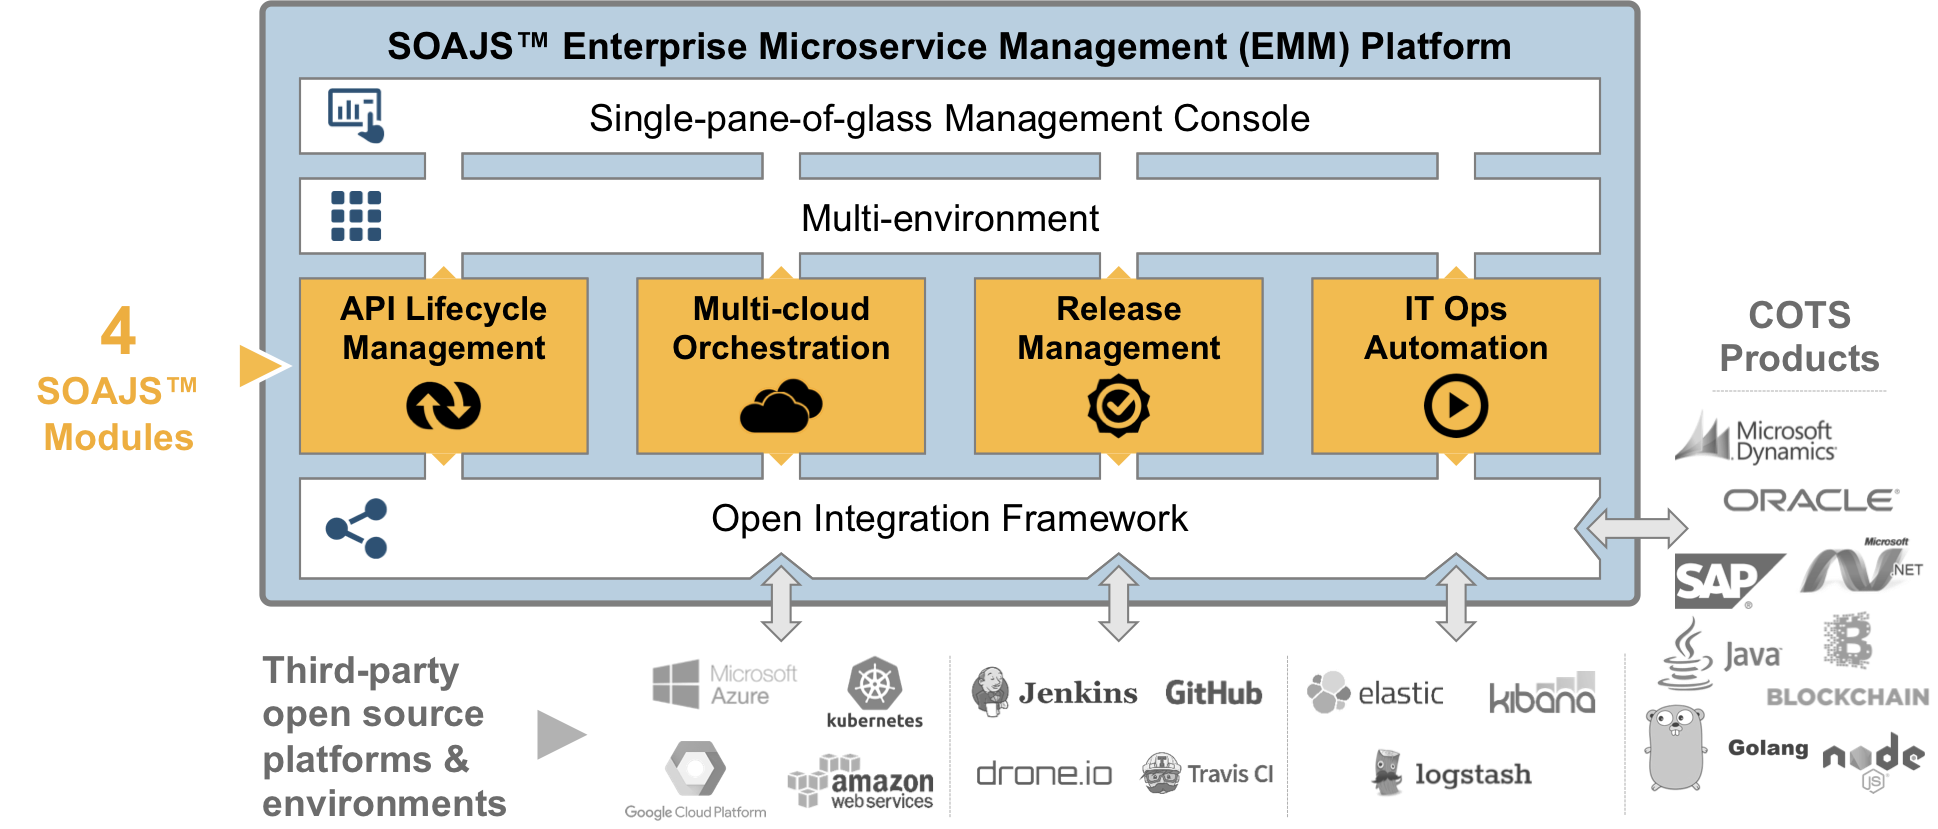 SOAJS™ Enterprise Microservice Management (EMM) Platform
Single-pane-of-glass Management Console
Multi-environment
4
SOAJS™
Modules
API Lifecycle
Management
Multi-cloud
Orchestration
Release
Management
IT Ops
Automation
Open Integration Framework
COTS
Products
Microsoft
Dynamics
ORACLE®
SAP®
Microsoft
.NET
Java
BLOCKCHAIN
Golang
node
JS
Third-party
open source
platforms &
environments
Microsoft
Azure
kubernetes
Google Cloud Platform
amazon
web services
Jenkins
GitHub
drone.io
Travis CI
elastic
kibana
logstash